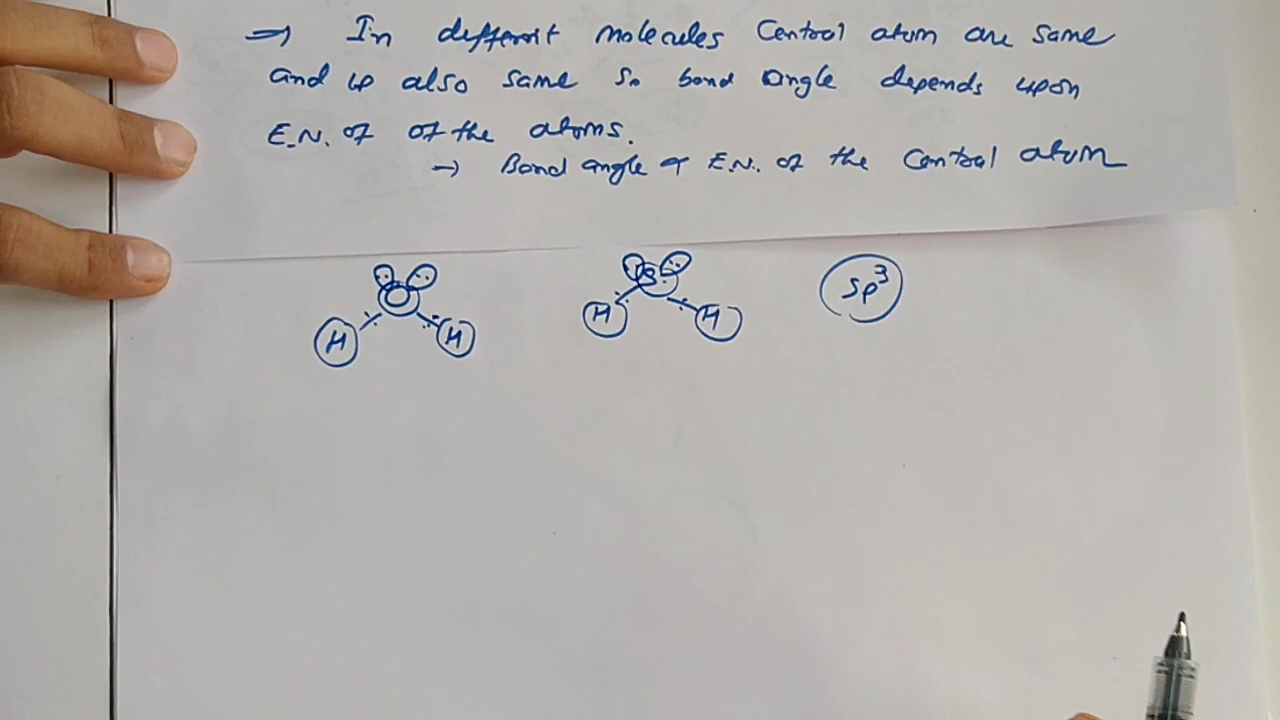 ⇒ In different molecules Central atom are same
and lp also same so bond angle depends upon
E.N. of of the atoms.
→ Bond angle ∝ E.N. of the Central atom
O S sp³
H H H H